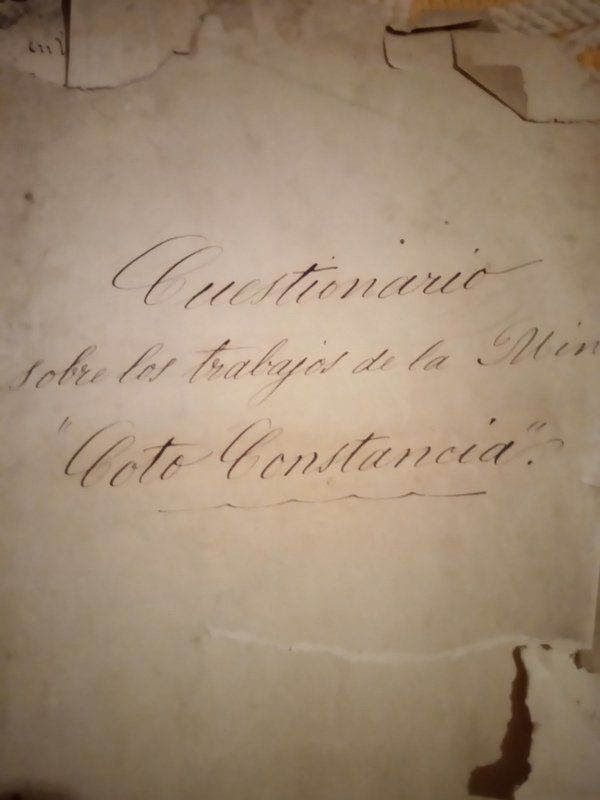 Cuestionario
sobre los trabajos de la Min
"Coto Constancia".